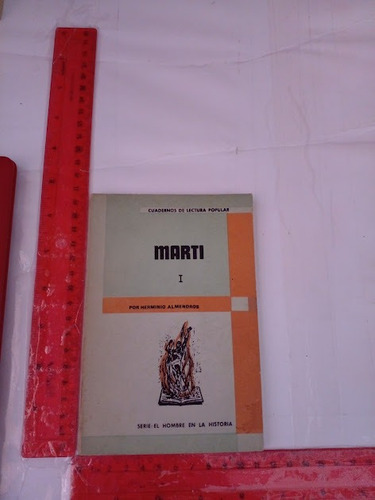 CUADERNOS DE LECTURA POPULAR
MARTI
I
POR HERMINIO ALMENDROS
SERIE: EL HOMBRE EN LA HISTORIA